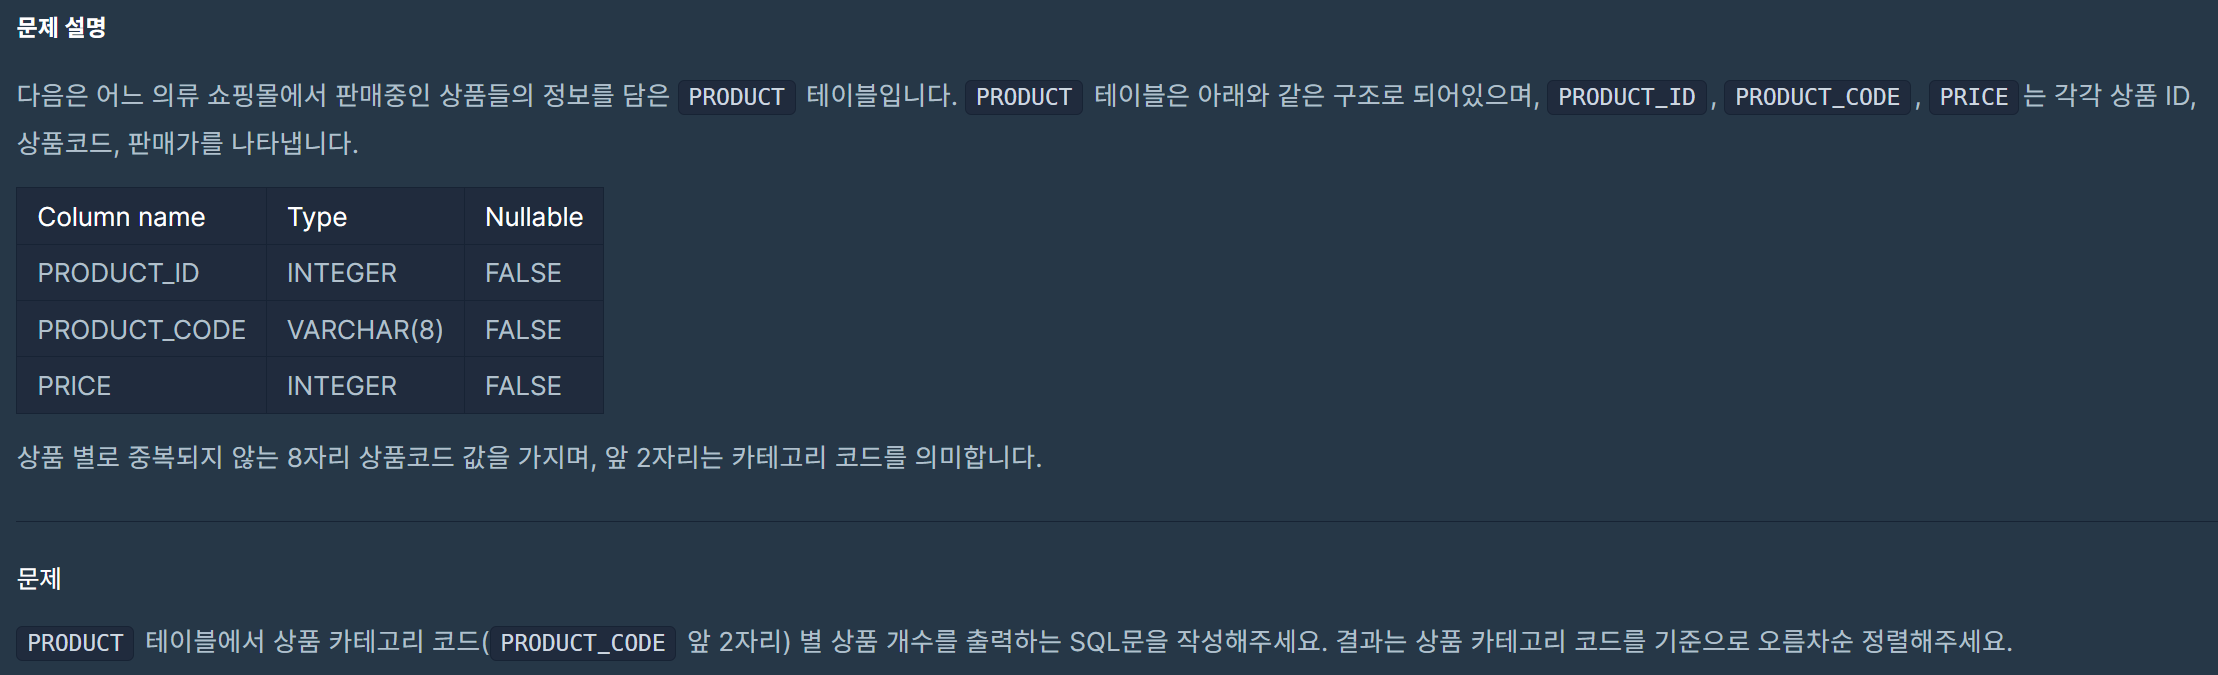 문제 설명
다음은 어느 의류 쇼핑몰에서 판매중인 상품들의 정보를 담은 PRODUCT 테이블입니다. PRODUCT 테이블은 아래와 같은 구조로 되어있으며, PRODUCT_ID, PRODUCT_CODE, PRICE는 각각 상품 ID,
상품코드, 판매가를 나타냅니다.
Column name Type Nullable
PRODUCT_ID INTEGER FALSE
PRODUCT_CODE VARCHAR(8) FALSE
PRICE INTEGER FALSE
상품 별로 중복되지 않는 8자리 상품코드 값을 가지며, 앞 2자리는 카테고리 코드를 의미합니다.
문제
PRODUCT 테이블에서 상품 카테고리 코드(PRODUCT_CODE 앞 2자리) 별 상품 개수를 출력하는 SQL문을 작성해주세요. 결과는 상품 카테고리 코드를 기준으로 오름차순 정렬해주세요.